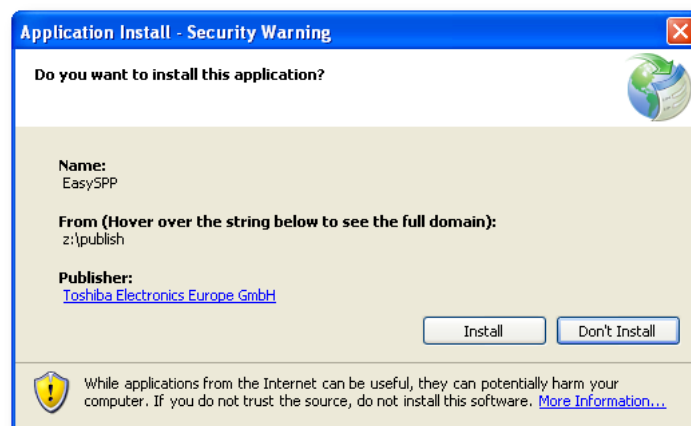 Application Install - Security Warning
Do you want to install this application?
Name:
EasySPP
From (Hover over the string below to see the full domain):
z:\publish
Publisher:
Toshiba Electronics Europe GmbH
Install
Don't Install
While applications from the Internet can be useful, they can potentially harm your
computer. If you do not trust the source, do not install this software. More Information...